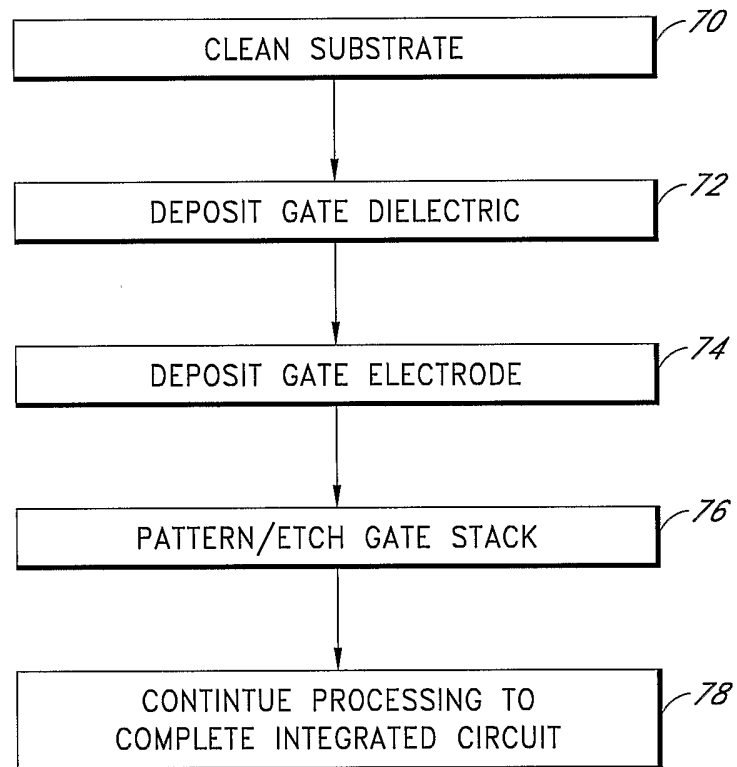 CLEAN SUBSTRATE
70
DEPOSIT GATE DIELECTRIC
72
DEPOSIT GATE ELECTRODE
74
PATTERN/ETCH GATE STACK
76
CONTINTUE PROCESSING TO
COMPLETE INTEGRATED CIRCUIT
78